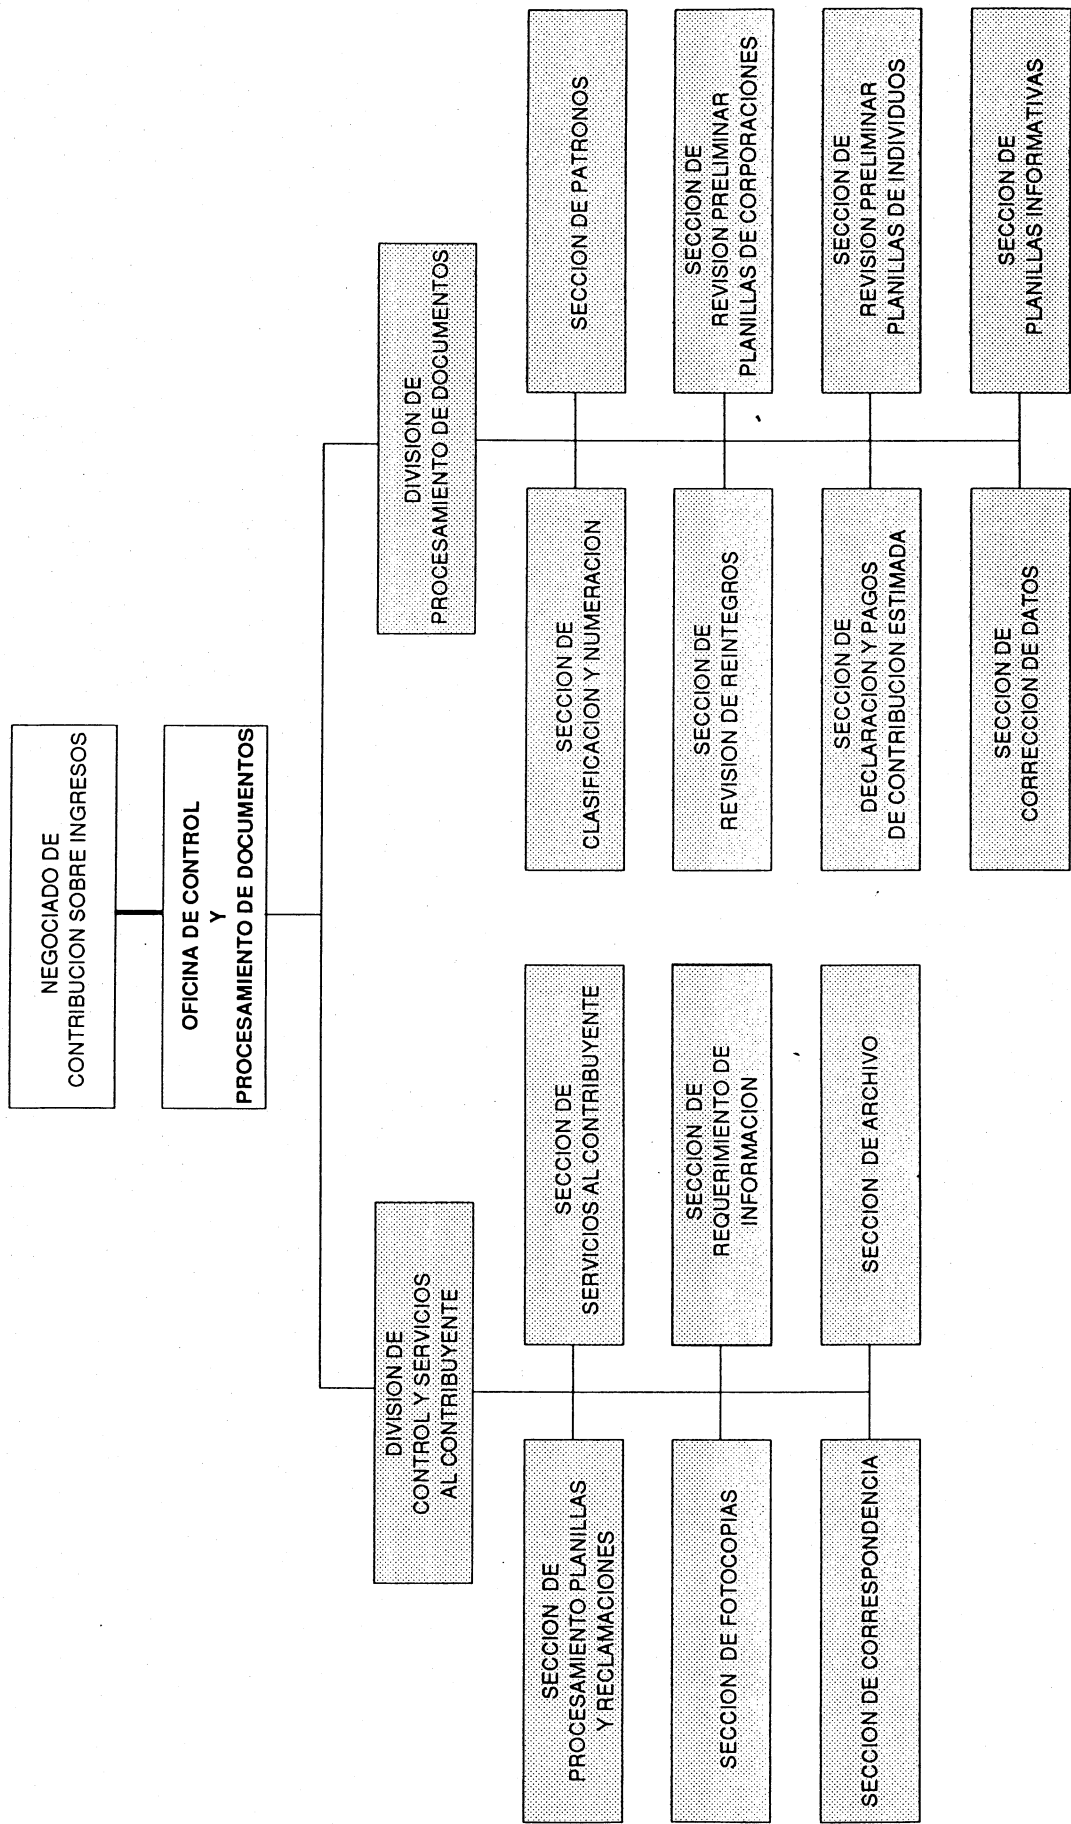 NEGOCIADO DE
CONTRIBUCION SOBRE INGRESOS
OFICINA DE CONTROL
Y
PROCESAMIENTO DE DOCUMENTOS
DIVISION DE
CONTROL Y SERVICIOS
AL CONTRIBUYENTE
DIVISION DE
PROCESAMIENTO DE DOCUMENTOS
SECCION DE
PROCESAMIENTO PLANILLAS
Y RECLAMACIONES
SECCION DE
SERVICIOS AL CONTRIBUYENTE
SECCION DE
CLASIFICACION Y NUMERACION
SECCION DE PATRONOS
SECCION DE FOTOCOPIAS
SECCION DE
REQUERIMIENTO DE
INFORMACION
SECCION DE
REVISION DE REINTEGROS
SECCION DE
REVISION PRELIMINAR
PLANILLAS DE CORPORACIONES
SECCION DE CORRESPONDENCIA
SECCION DE ARCHIVO
SECCION DE
DECLARACION Y PAGOS
DE CONTRIBUCION ESTIMADA
SECCION DE
REVISION PRELIMINAR
PLANILLAS DE INDIVIDUOS
SECCION DE
CORRECCION DE DATOS
SECCION DE
PLANILLAS INFORMATIVAS